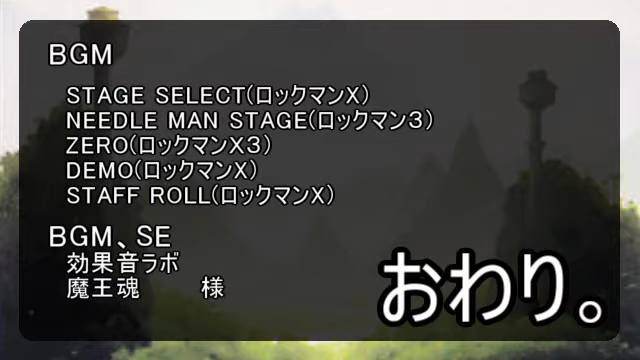 BGM
STAGE SELECT(ロックマンX)
NEEDLE MAN STAGE(ロックマン3)
ZERO(ロックマンX3)
DEMO(ロックマンX)
STAFF ROLL(ロックマンX)
BGM、SE
効果音ラボ
魔王魂　　様
おわり。